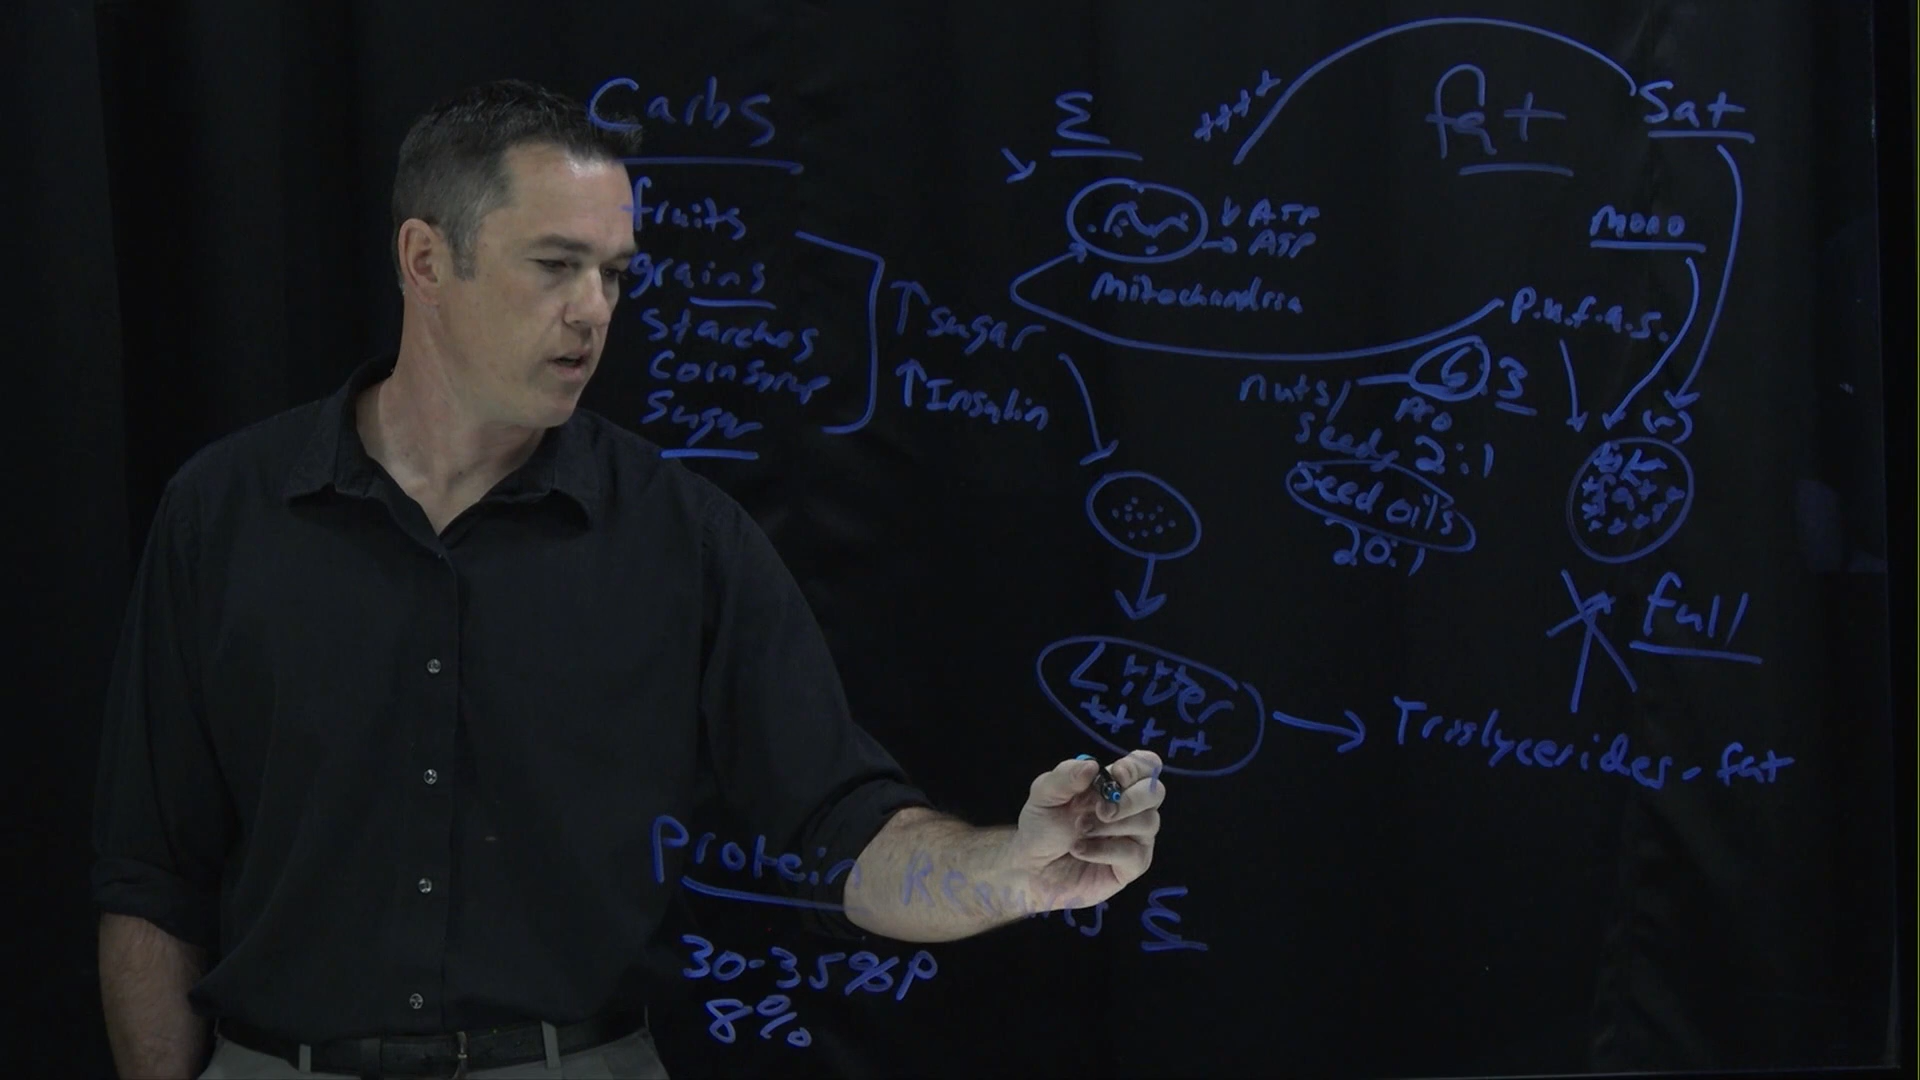 Carbs
fruits
grains
Starches
Corn Syrup
Sugar
↑ sugar
↑ Insulin
Σ
↓ ATP
→ ATP
Mitochondria
++++
fat
Sat
mono
P.u.f.a.s.
6:3
nuts/
seeds
2:1
seed oils
20:1
full
Liver
Triglycerides - fat
Protein Requires Σ
30-35% P
8%